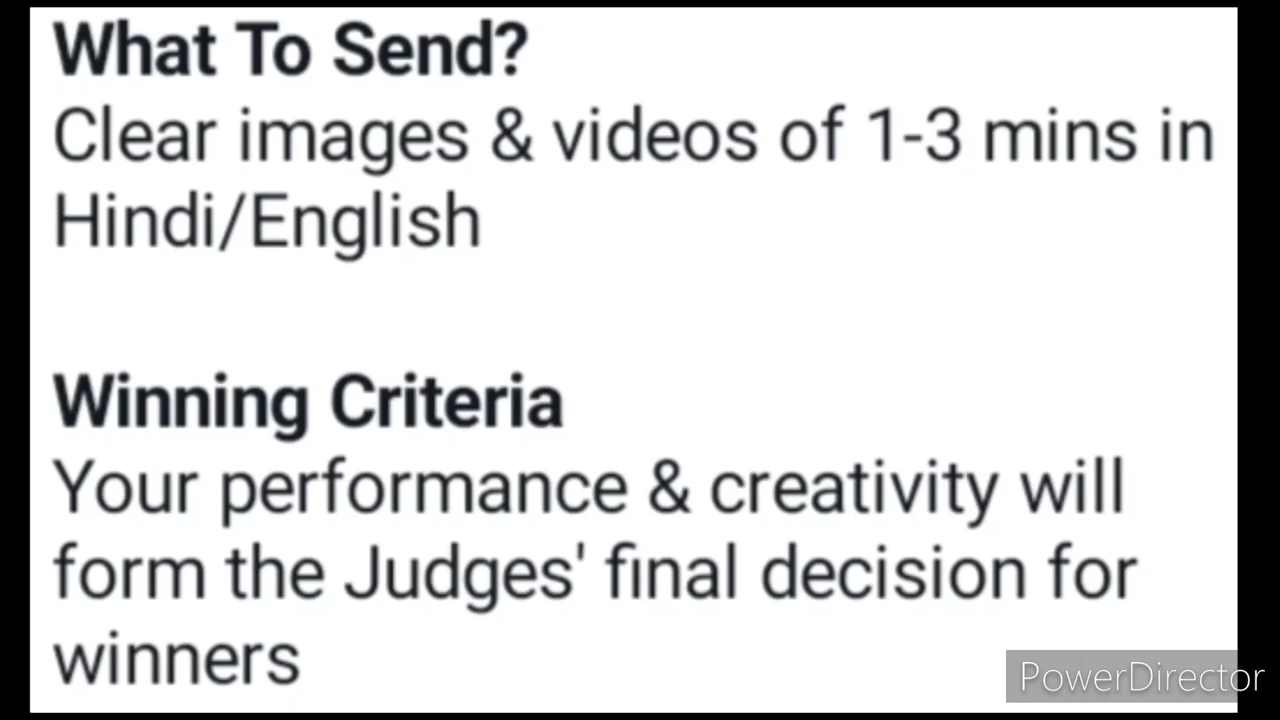 What To Send?
Clear images & videos of 1-3 mins in
Hindi/English
Winning Criteria
Your performance & creativity will
form the Judges' final decision for
winners
PowerDirector